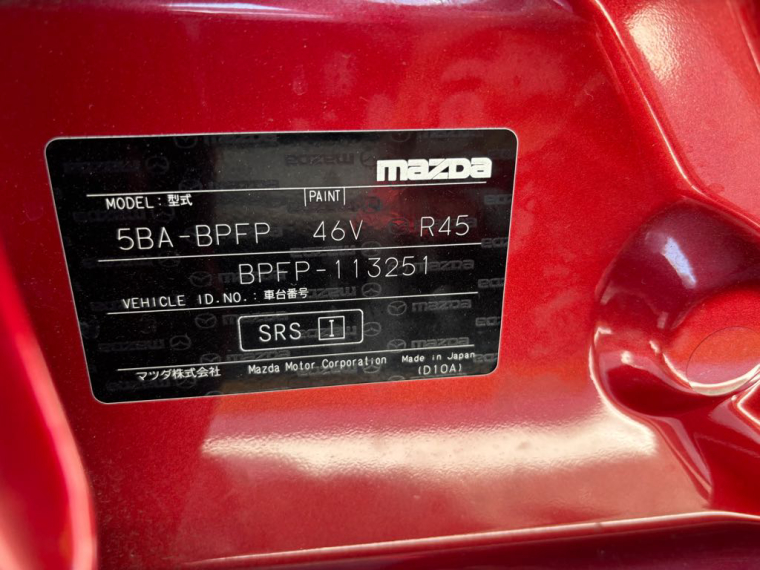 mazda
MODEL:型式 |PAINT|
5BA-BPFP 46V R45
BPFP-113251
VEHICLE ID.NO.:車台番号
SRS I
マツダ株式会社 Mazda Motor Corporation Made in Japan
(D10A)